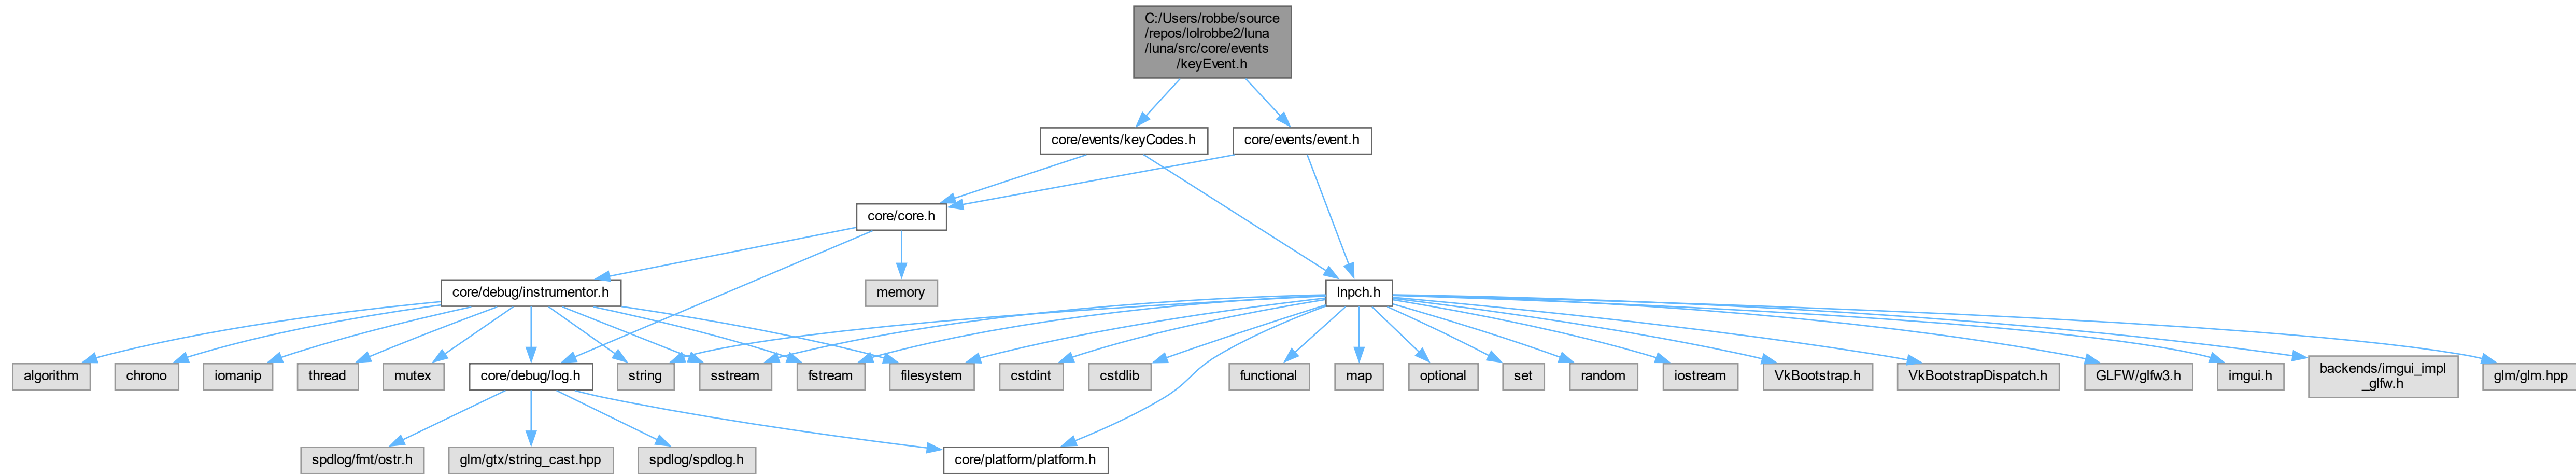 C:/Users/robbe/source
/repos/lolrobbe2/luna
/luna/src/core/events
/keyEvent.h
core/events/keyCodes.h
core/events/event.h
core/core.h
core/debug/instrumentor.h
memory
lnpch.h
algorithm
chrono
iomanip
thread
mutex
core/debug/log.h
string
sstream
fstream
filesystem
cstdint
cstdlib
functional
map
optional
set
random
iostream
VkBootstrap.h
VkBootstrapDispatch.h
GLFW/glfw3.h
imgui.h
backends/imgui_impl
_glfw.h
glm/glm.hpp
spdlog/fmt/ostr.h
glm/gtx/string_cast.hpp
spdlog/spdlog.h
core/platform/platform.h